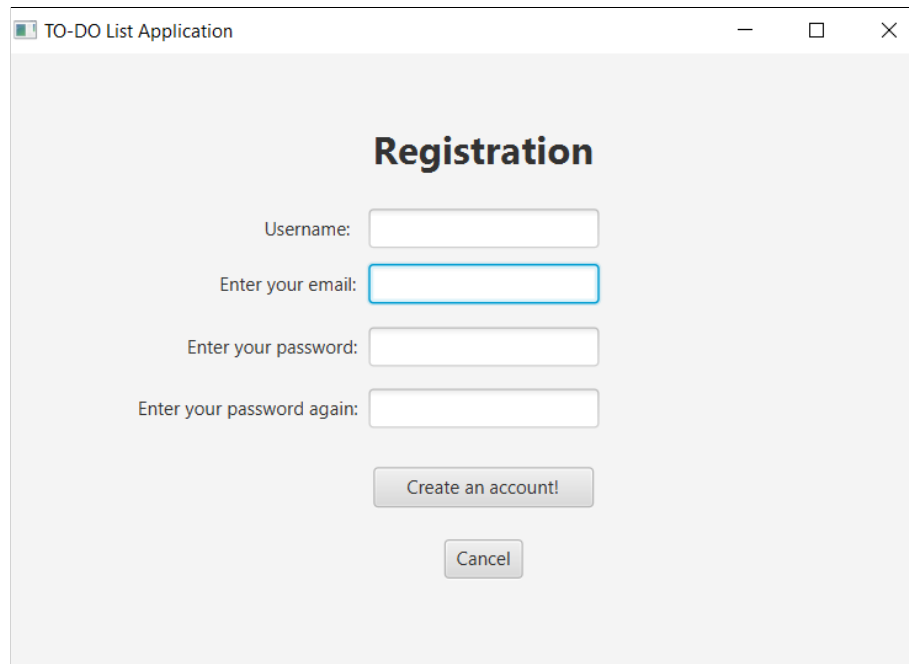 TO-DO List Application
Registration
Username:
Enter your email:
Enter your password:
Enter your password again:
Create an account!
Cancel